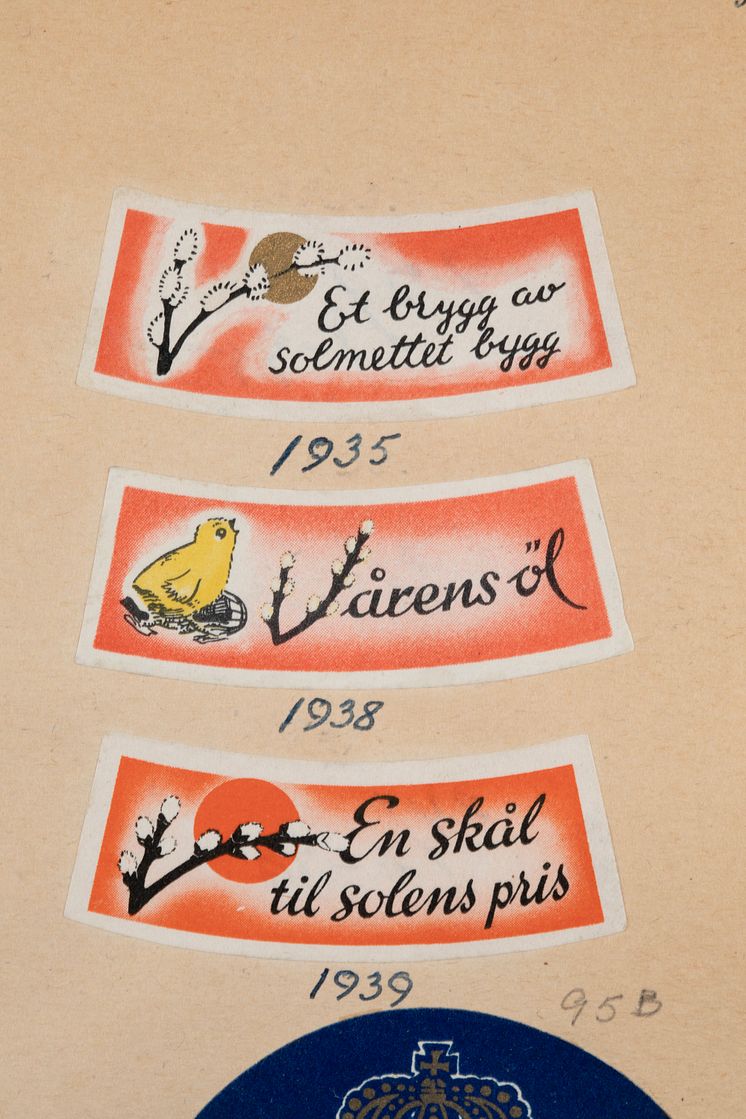 Et brygg av
solmettet bygg
1935
Vårens öl
1938
En skål
til solens pris
1939
95B